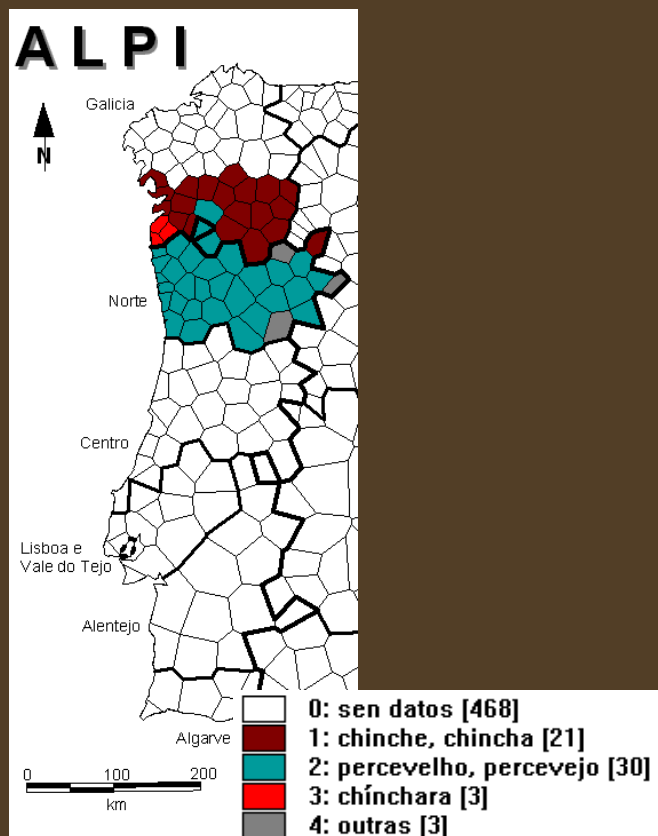 ALPI
Galicia
N
Norte
Centro
Lisboa e
Vale do Tejo
Alentejo
Algarve
0 100 200
km
0: sen datos [468]
1: chinche, chincha [21]
2: percevelho, percevejo [30]
3: chínchara [3]
4: outras [3]